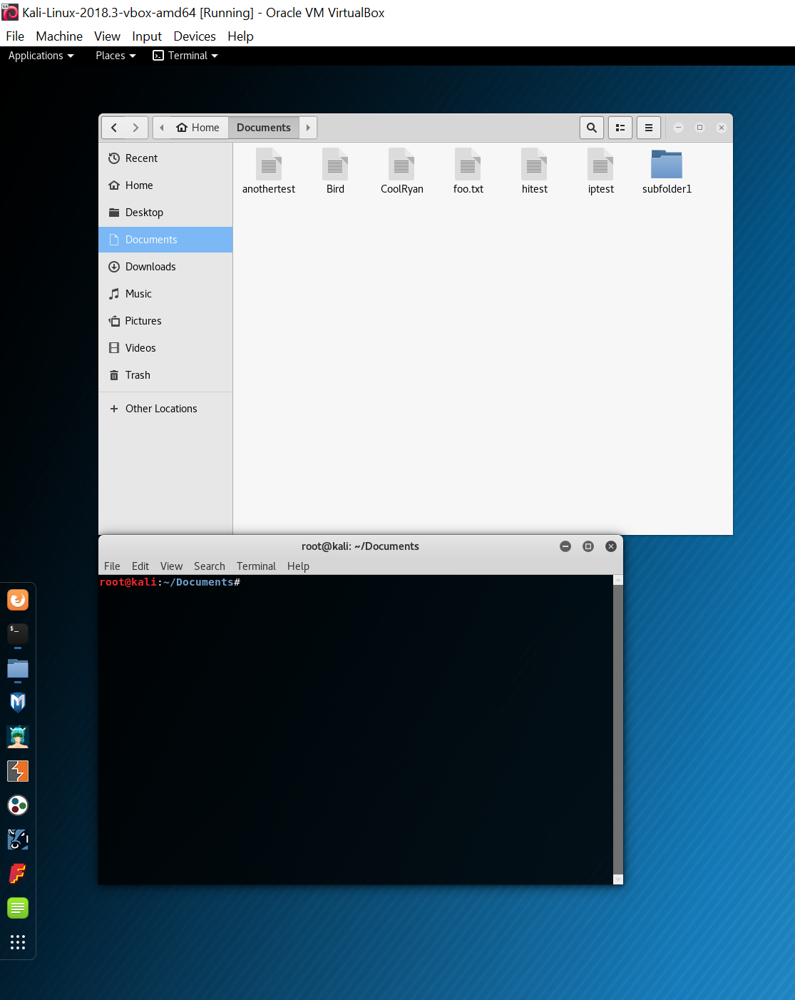 Kali-Linux-2018.3-vbox-amd64 [Running] - Oracle VM VirtualBox
File Machine View Input Devices Help
Applications Places Terminal
Home Documents
Recent
Home
Desktop
Documents
Downloads
Music
Pictures
Videos
Trash
Other Locations
anothertest Bird CoolRyan foo.txt hitest iptest subfolder1
root@kali: ~/Documents
File Edit View Search Terminal Help
root@kali:~/Documents#
$_